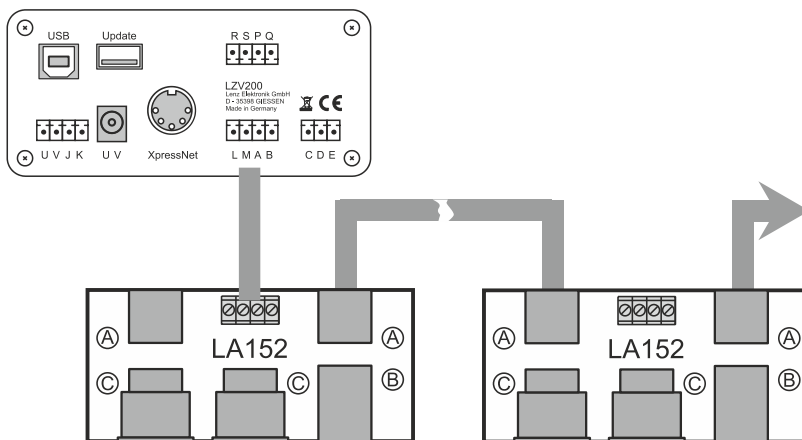 USB Update R S P Q
LZV200
Lenz Elektronik GmbH
D - 35398 GIESSEN
Made in Germany
CE
U V J K U V XpressNet L M A B C D E
A LA152 A
C C B
A LA152 A
C C B